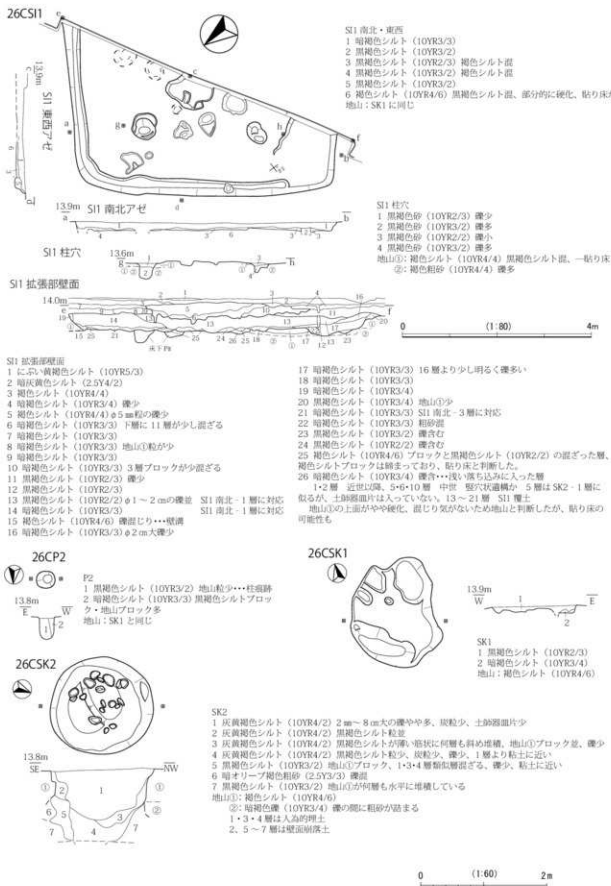 26CSI1
SI1 南北・東西
1 暗褐色シルト（10YR3/3）
2 黒褐色シルト（10YR3/2）
3 黒褐色シルト（10YR2/3）褐色シルト混
4 黒褐色シルト（10YR3/2）褐色シルト混
5 黒褐色シルト（10YR3/2）
6 褐色シルト（10YR4/6）黒褐色シルト混、部分的に硬化、貼り床か
地山：SK1 に同じ
13.9m
SI1 東西アゼ
13.9m SI1 南北アゼ
SI1 柱穴
1 黒褐色砂（10YR2/3）礫少
2 黒褐色砂（10YR3/2）礫多
3 黒褐色砂（10YR2/2）礫小
4 黒褐色砂（10YR3/2）礫多
地山①：褐色シルト（10YR4/4）黒褐色シルト混、一貼り床
②：褐色粗砂（10YR4/4）礫多
SI1 柱穴 13.6m
SI1 拡張部壁面
14.0m
床下P8
0 (1:80) 4m
SI1 拡張部壁面
1 にぶい黄褐色シルト（10YR5/3）
2 暗灰黄色シルト（2.5Y4/2）
3 褐色シルト（10YR4/4）
4 暗褐色シルト（10YR3/4）礫少
5 褐色シルト（10YR4/4）φ5㎜粒の礫少
6 暗褐色シルト（10YR3/3）下層に 11 層が少し混ざる
7 暗褐色シルト（10YR3/3）
8 暗褐色シルト（10YR3/3）地山①粒が少
9 暗褐色シルト（10YR3/3）
10 暗褐色シルト（10YR3/3）3 層ブロックが少混ざる
11 黒褐色シルト（10YR2/3）礫少
12 黒褐色シルト（10YR2/3）
13 黒褐色シルト（10YR2/2）φ1～2㎝の礫並 SI1 南北‐1 層に対応
14 暗褐色シルト（10YR3/3） SI1 南北‐1 層に対応
15 褐色シルト（10YR4/6）礫混じり・・・壁溝
16 暗褐色シルト（10YR3/3）φ2㎝大礫少
17 暗褐色シルト（10YR3/3）16 層より少し明るく礫多い
18 暗褐色シルト（10YR3/3）
19 暗褐色シルト（10YR3/4）
20 黒褐色シルト（10YR3/4）地山①少
21 暗褐色シルト（10YR3/3）SI1 南北‐3 層に対応
22 暗褐色シルト（10YR3/3）粗砂混
23 黒褐色シルト（10YR2/2）礫含む
24 黒褐色シルト（10YR2/2）礫含む
25 褐色シルト（10YR4/6）ブロックと黒褐色シルト（10YR2/2）の混ざった層、
褐色シルトブロックは締まっており、貼り床と判断した。
26 暗褐色シルト（10YR3/4）礫含・・・浅い落ち込みに入った層
1・2 層 近世以降、5・6・10 層 中世 竪穴状遺構か 5 層は SK2‐1 層に
似るが、土師器皿片は入っていない。13～21 層 SI1 覆土
地山①の上面がやや硬化、混じり気がないため地山と判断したが、貼り床の
可能性も
26CP2
P2
1 黒褐色シルト（10YR3/2）地山粒少・・・柱痕跡
2 暗褐色シルト（10YR3/3）黒褐色シルトブロッ
ク・地山ブロック多
地山：SK1 と同じ
13.8m
E W
26CSK1
13.9m
W E
SK1
1 黒褐色シルト（10YR2/3）
2 暗褐色シルト（10YR3/4）
地山：褐色シルト（10YR4/6）
26CSK2
13.8m
SE NW
SK2
1 灰黄褐色シルト（10YR4/2）2㎜～8㎝大の礫やや多、炭粒少、土師器皿片少
2 灰黄褐色シルト（10YR4/2）黒褐色シルト粒並
3 灰黄褐色シルト（10YR4/2）黒褐色シルトが薄い筋状に何層も斜め堆積、地山①ブロック並、礫少
4 灰黄褐色シルト（10YR4/2）黒褐色シルト粒少、炭粒少、礫少、1 層より粘土に近い
5 黒褐色シルト（10YR3/2）地山①ブロック、1・3・4 層類似層混ざる、礫少、粘土に近い
6 暗オリーブ褐色粗砂（2.5Y3/3）礫混
7 黒褐色シルト（10YR3/2）地山①が何層も水平に堆積している
地山①：褐色シルト（10YR4/6）
②：暗褐色礫（10YR3/4）礫の間に粗砂が詰まる
1・3・4 層は人為的埋土
2、5～7 層は壁面崩落土
0 (1:60) 2m